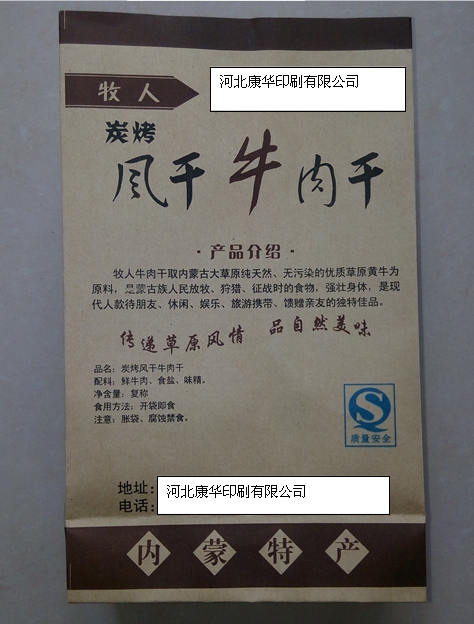 牧人
河北康华印刷有限公司
炭烤
风干牛肉干
·产品介绍·
牧人牛肉干取内蒙古大草原纯天然、无污染的优质草原黄牛为
原料，是蒙古族人民放牧、狩猎、征战时的食物，强壮身体，是现
代人款待朋友、休闲、娱乐、旅游携带、馈赠亲友的独特佳品。
传递草原风情 品自然美味
品名：炭烤风干牛肉干
配料：鲜牛肉、食盐、味精。
净含量：复称
食用方法：开袋即食
注意：胀袋、腐蚀禁食。
质量安全
地址：
河北康华印刷有限公司
电话：
内蒙特产